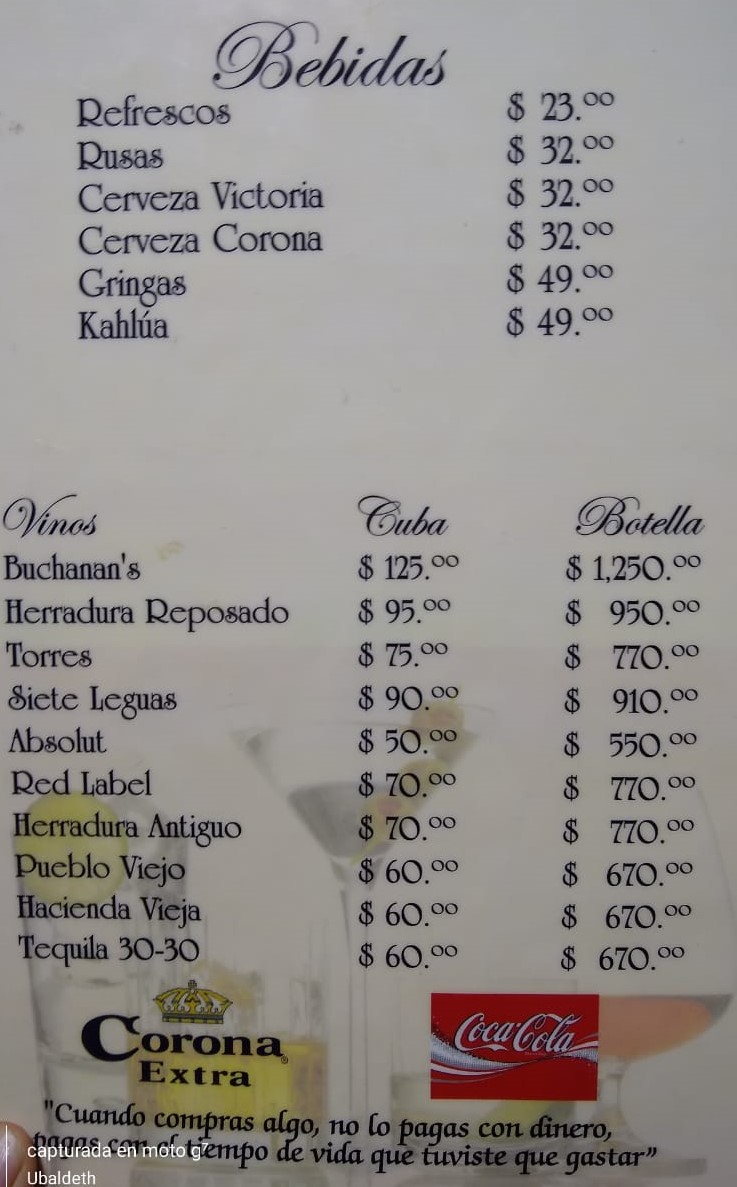 Bebidas
Refrescos $ 23.00
Rusas $ 32.00
Cerveza Victoria $ 32.00
Cerveza Corona $ 32.00
Gringas $ 49.00
Kahlúa $ 49.00
Vinos Cuba Botella
Buchanan's $ 125.00 $ 1,250.00
Herradura Reposado $ 95.00 $ 950.00
Torres $ 75.00 $ 770.00
Siete Leguas $ 90.00 $ 910.00
Absolut $ 50.00 $ 550.00
Red Label $ 70.00 $ 770.00
Herradura Antiguo $ 70.00 $ 770.00
Pueblo Viejo $ 60.00 $ 670.00
Hacienda Vieja $ 60.00 $ 670.00
Tequila 30-30 $ 60.00 $ 670.00
Corona Extra
Coca-Cola
"Cuando compras algo, no lo pagas con dinero,
pagas con el tiempo de vida que tuviste que gastar"
capturada en moto g7
Ubaldeth